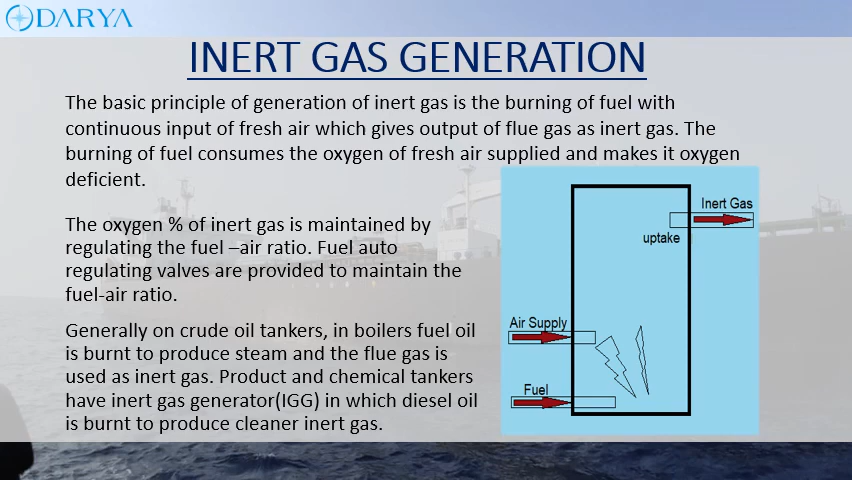 DARYA
INERT GAS GENERATION
The basic principle of generation of inert gas is the burning of fuel with
continuous input of fresh air which gives output of flue gas as inert gas. The
burning of fuel consumes the oxygen of fresh air supplied and makes it oxygen
deficient.
The oxygen % of inert gas is maintained by
regulating the fuel –air ratio. Fuel auto
regulating valves are provided to maintain the
fuel-air ratio.
Generally on crude oil tankers, in boilers fuel oil
is burnt to produce steam and the flue gas is
used as inert gas. Product and chemical tankers
have inert gas generator(IGG) in which diesel oil
is burnt to produce cleaner inert gas.
Inert Gas
uptake
Air Supply
Fuel